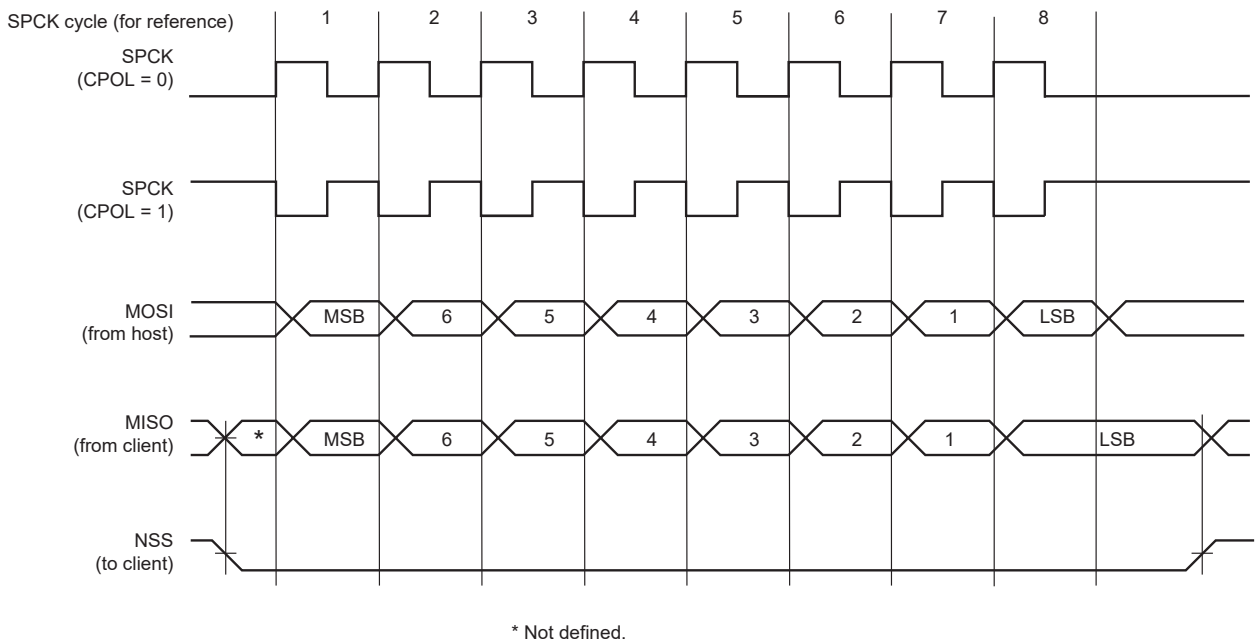 SPCK cycle (for reference) 1 2 3 4 5 6 7 8
SPCK
(CPOL = 0)
SPCK
(CPOL = 1)
MOSI
(from host)
MSB 6 5 4 3 2 1 LSB
MISO
(from client)
* MSB 6 5 4 3 2 1 LSB
NSS
(to client)
* Not defined.